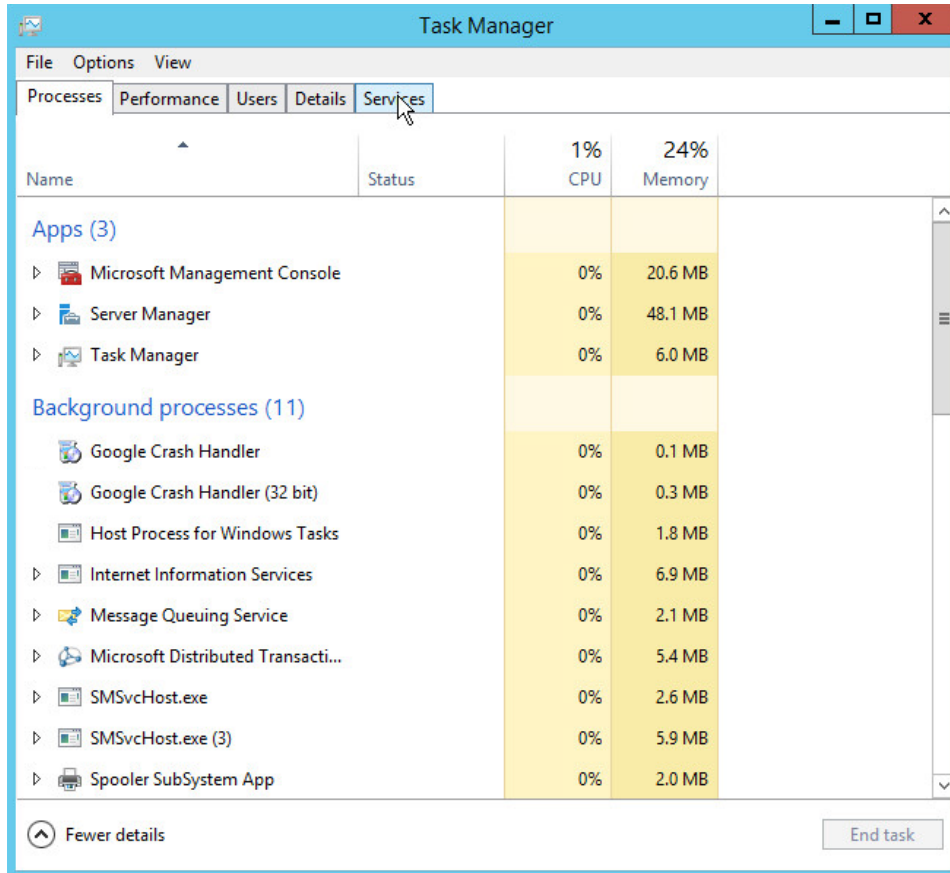 Task Manager
File Options View
Processes Performance Users Details Services
1% 24%
Name Status CPU Memory
Apps (3)
Microsoft Management Console 0% 20.6 MB
Server Manager 0% 48.1 MB
Task Manager 0% 6.0 MB
Background processes (11)
Google Crash Handler 0% 0.1 MB
Google Crash Handler (32 bit) 0% 0.3 MB
Host Process for Windows Tasks 0% 1.8 MB
Internet Information Services 0% 6.9 MB
Message Queuing Service 0% 2.1 MB
Microsoft Distributed Transacti... 0% 5.4 MB
SMSvcHost.exe 0% 2.6 MB
SMSvcHost.exe (3) 0% 5.9 MB
Spooler SubSystem App 0% 2.0 MB
Fewer details End task